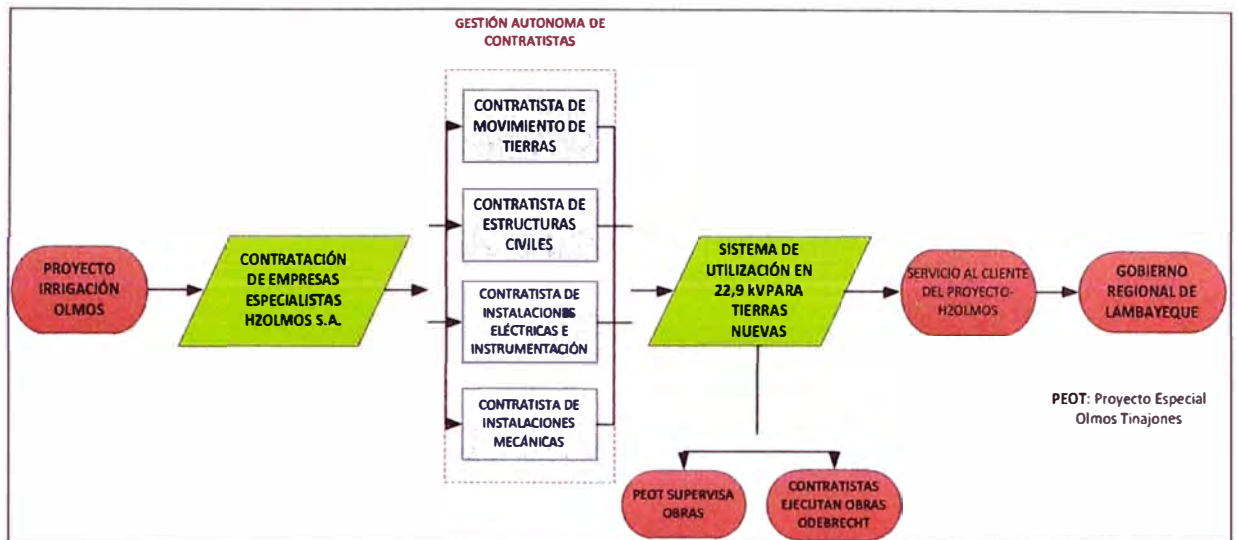 GESTIÓN AUTONOMA DE
CONTRATISTAS
CONTRATISTA DE
MOVIMIENTO DE
TIERRAS
CONTRATISTA DE
ESTRUCTURAS
CIVILES
CONTRATISTA DE
INSTALACIONES
ELÉCTRICAS E
INSTRUMENTACIÓN
CONTRATISTA DE
INSTALACIONES
MECÁNICAS
PROYECTO
IRRIGACIÓN
OLMOS
CONTRATACIÓN
DE EMPRESAS
ESPECIALISTAS
H2OLMOS S.A.
SISTEMA DE
UTILIZACIÓN EN
22,9 kVPARA
TIERRAS
NUEVAS
SERVICIO AL CLIENTE
DEL PROYECTO-
H2OLMOS
GOBIERNO
REGIONAL DE
LAMBAYEQUE
PEOT: Proyecto Especial
Olmos Tinajones
PEOT SUPERVISA
OBRAS
CONTRATISTAS
EJECUTAN OBRAS
ODEBRECHT